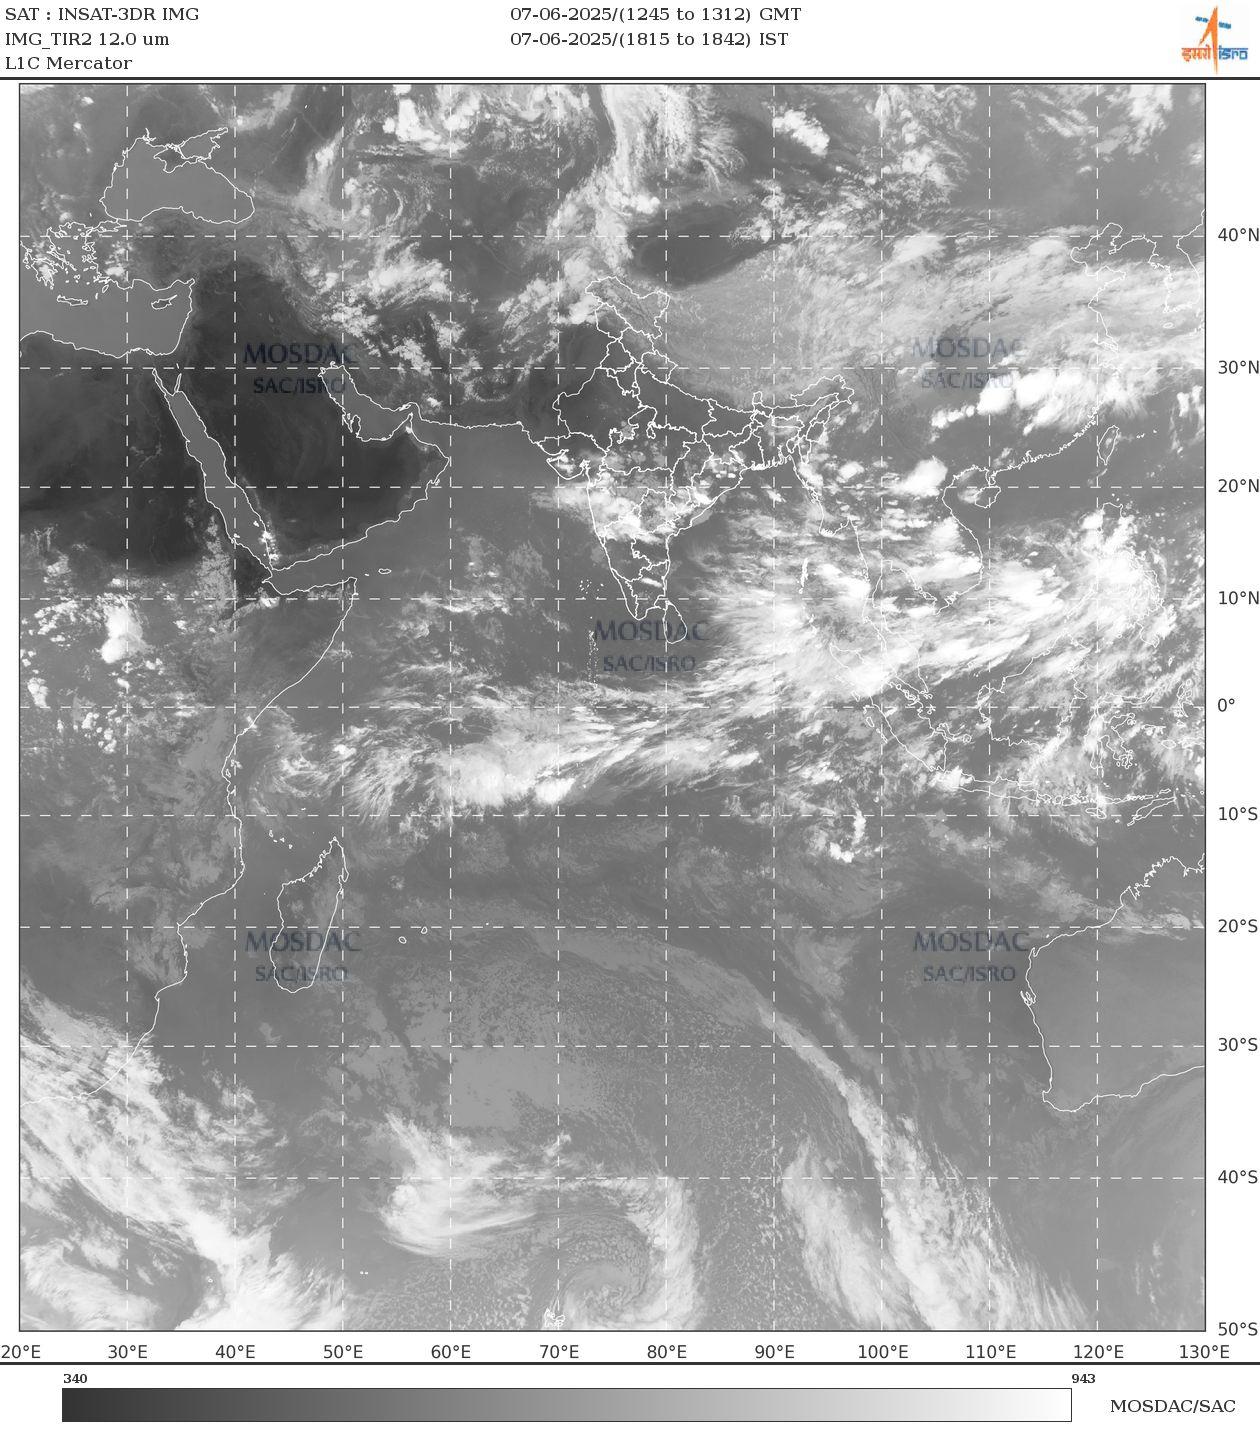 SAT : INSAT-3DR IMG
IMG_TIR2 12.0 um
L1C Mercator
07-06-2025/(1245 to 1312) GMT
07-06-2025/(1815 to 1842) IST
इसरो isro
40°N
30°N
20°N
10°N
0°
10°S
20°S
30°S
40°S
50°S
MOSDAC
SAC/ISRO
MOSDAC
SAC/ISRO
MOSDAC
SAC/ISRO
MOSDAC
SAC/ISRO
MOSDAC
SAC/ISRO
20°E 30°E 40°E 50°E 60°E 70°E 80°E 90°E 100°E 110°E 120°E 130°E
340 943
MOSDAC/SAC